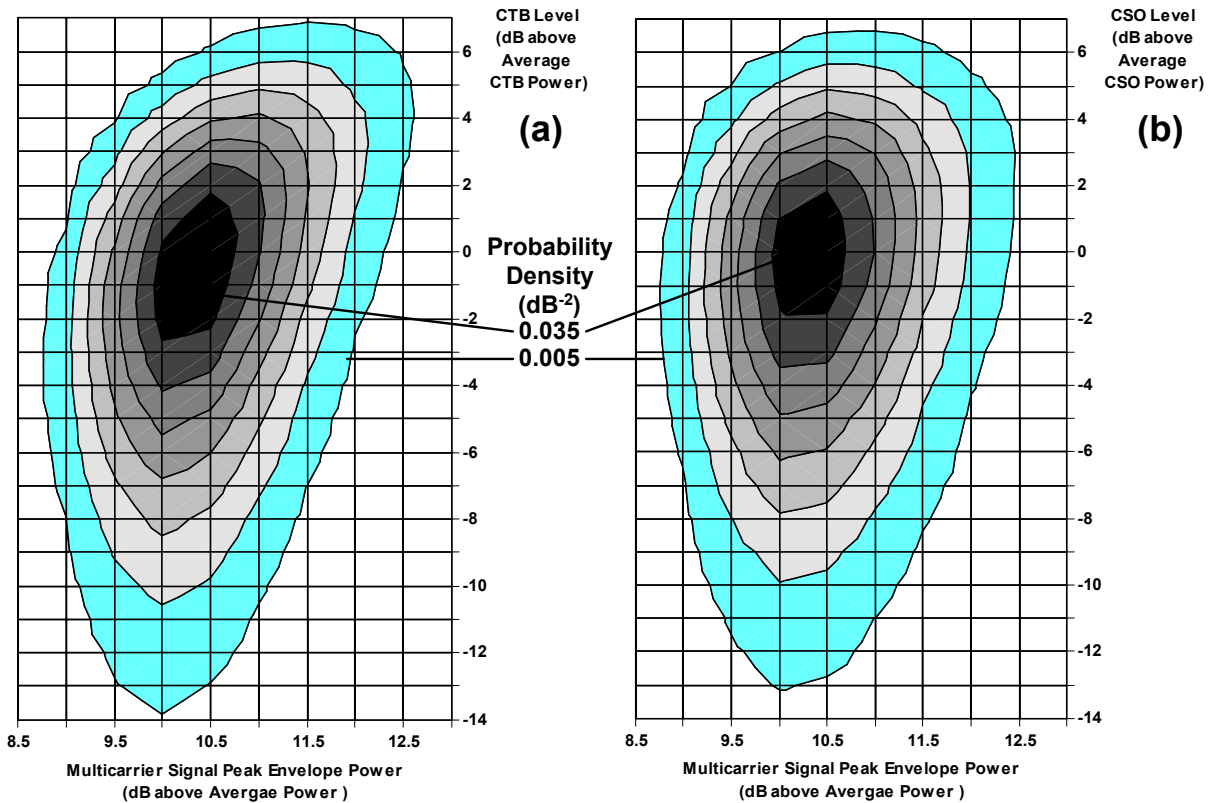 CTB Level
(dB above
Average
CTB Power)
(a)
6
4
2
0
-2
-4
-6
-8
-10
-12
-14
8.5 9.5 10.5 11.5 12.5
Multicarrier Signal Peak Envelope Power
(dB above Avergae Power )
Probability
Density
(dB-2)
0.035
0.005
CSO Level
(dB above
Average
CSO Power)
(b)
6
4
2
0
-2
-4
-6
-8
-10
-12
-14
8.5 9.5 10.5 11.5 12.5
Multicarrier Signal Peak Envelope Power
(dB above Avergae Power )